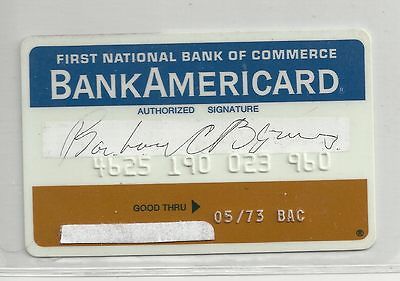 FIRST NATIONAL BANK OF COMMERCE
BANKAMERICARD®
AUTHORIZED SIGNATURE
4625 190 023 960
GOOD THRU ▶ 05/73 BAC
®